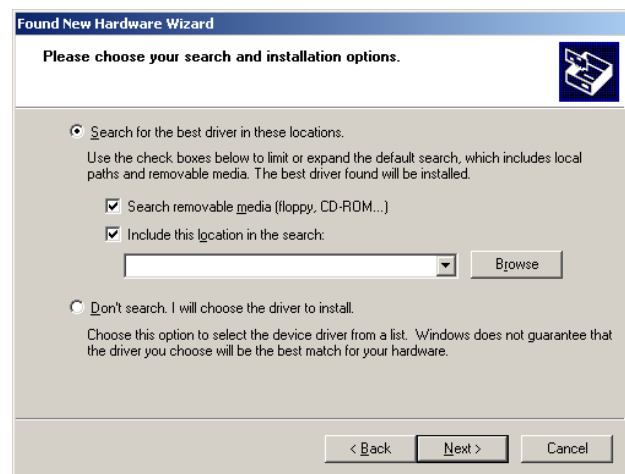 Found New Hardware Wizard
Please choose your search and installation options.
Search for the best driver in these locations.
Use the check boxes below to limit or expand the default search, which includes local
paths and removable media. The best driver found will be installed.
Search removable media (floppy, CD-ROM...)
Include this location in the search:
Browse
Don't search. I will choose the driver to install.
Choose this option to select the device driver from a list. Windows does not guarantee that
the driver you choose will be the best match for your hardware.
< Back Next > Cancel